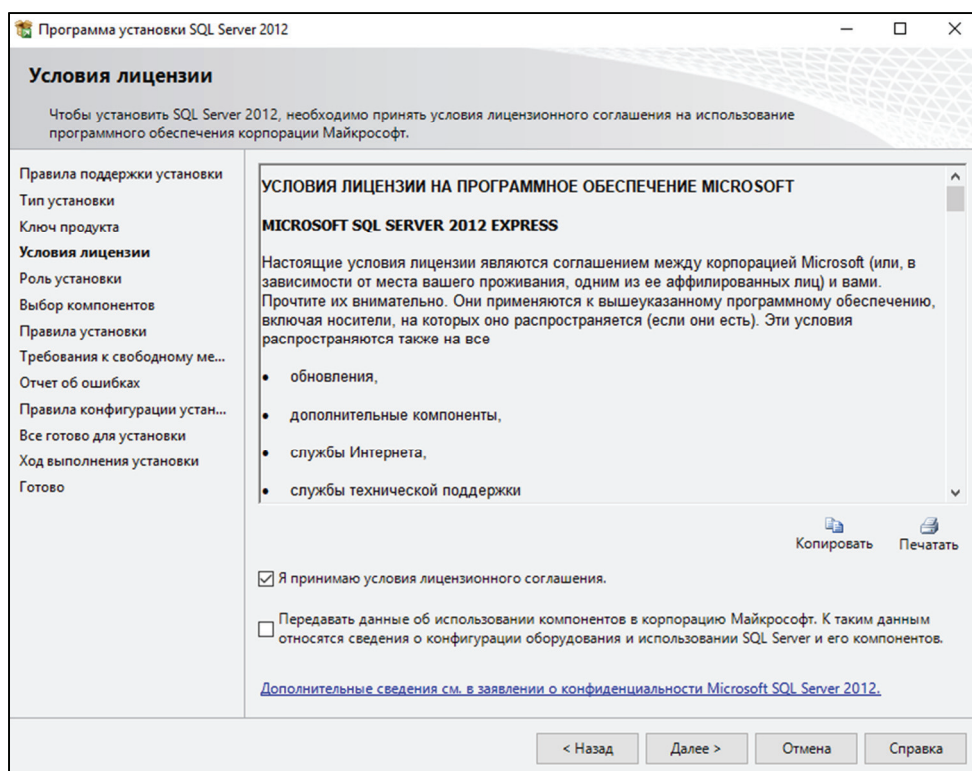 Программа установки SQL Server 2012
Условия лицензии
Чтобы установить SQL Server 2012, необходимо принять условия лицензионного соглашения на использование
программного обеспечения корпорации Майкрософт.
Правила поддержки установки
Тип установки
Ключ продукта
Условия лицензии
Роль установки
Выбор компонентов
Правила установки
Требования к свободному ме...
Отчет об ошибках
Правила конфигурации устан...
Все готово для установки
Ход выполнения установки
Готово
УСЛОВИЯ ЛИЦЕНЗИИ НА ПРОГРАММНОЕ ОБЕСПЕЧЕНИЕ MICROSOFT
MICROSOFT SQL SERVER 2012 EXPRESS
Настоящие условия лицензии являются соглашением между корпорацией Microsoft (или, в
зависимости от места вашего проживания, одним из ее аффилированных лиц) и вами.
Прочтите их внимательно. Они применяются к вышеуказанному программному обеспечению,
включая носители, на которых оно распространяется (если они есть). Эти условия
распространяются также на все
• обновления,
• дополнительные компоненты,
• службы Интернета,
• службы технической поддержки
Копировать
Печатать
Я принимаю условия лицензионного соглашения.
Передавать данные об использовании компонентов в корпорацию Майкрософт. К таким данным
относятся сведения о конфигурации оборудования и использовании SQL Server и его компонентов.
Дополнительные сведения см. в заявлении о конфиденциальности Microsoft SQL Server 2012.
< Назад
Далее >
Отмена
Справка